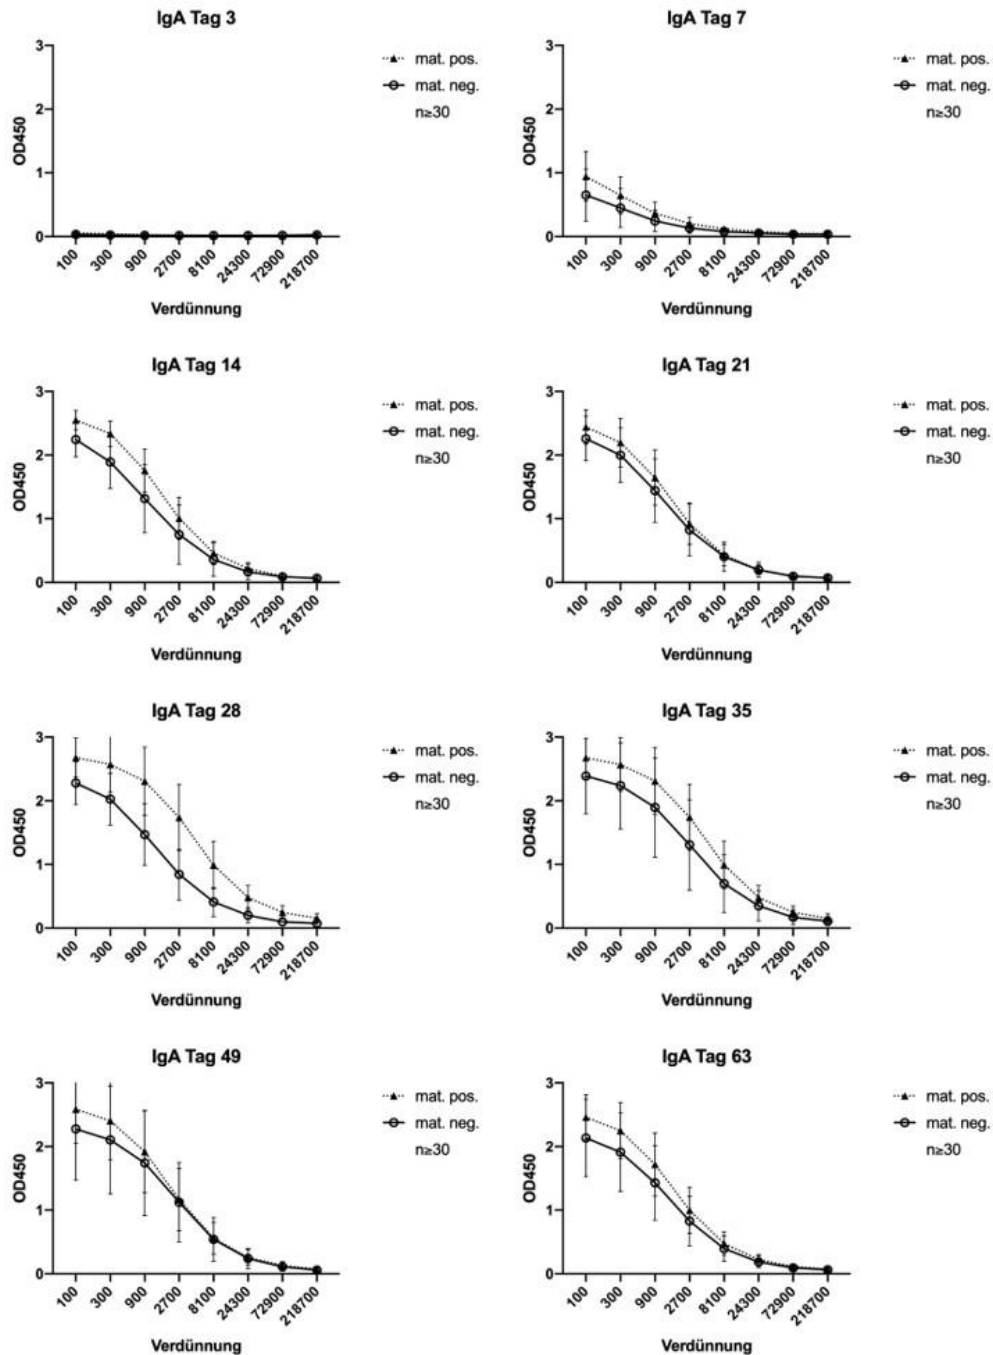 IgA Tag 3
mat. pos.
mat. neg.
n≥30
OD450
3
2
1
0
100
300
900
2700
8100
24300
72900
218700
Verdünnung
IgA Tag 7
mat. pos.
mat. neg.
n≥30
OD450
3
2
1
0
100
300
900
2700
8100
24300
72900
218700
Verdünnung
IgA Tag 14
mat. pos.
mat. neg.
n≥30
OD450
3
2
1
0
100
300
900
2700
8100
24300
72900
218700
Verdünnung
IgA Tag 21
mat. pos.
mat. neg.
n≥30
OD450
3
2
1
0
100
300
900
2700
8100
24300
72900
218700
Verdünnung
IgA Tag 28
mat. pos.
mat. neg.
n≥30
OD450
3
2
1
0
100
300
900
2700
8100
24300
72900
218700
Verdünnung
IgA Tag 35
mat. pos.
mat. neg.
n≥30
OD450
3
2
1
0
100
300
900
2700
8100
24300
72900
218700
Verdünnung
IgA Tag 49
mat. pos.
mat. neg.
n≥30
OD450
3
2
1
0
100
300
900
2700
8100
24300
72900
218700
Verdünnung
IgA Tag 63
mat. pos.
mat. neg.
n≥30
OD450
3
2
1
0
100
300
900
2700
8100
24300
72900
218700
Verdünnung